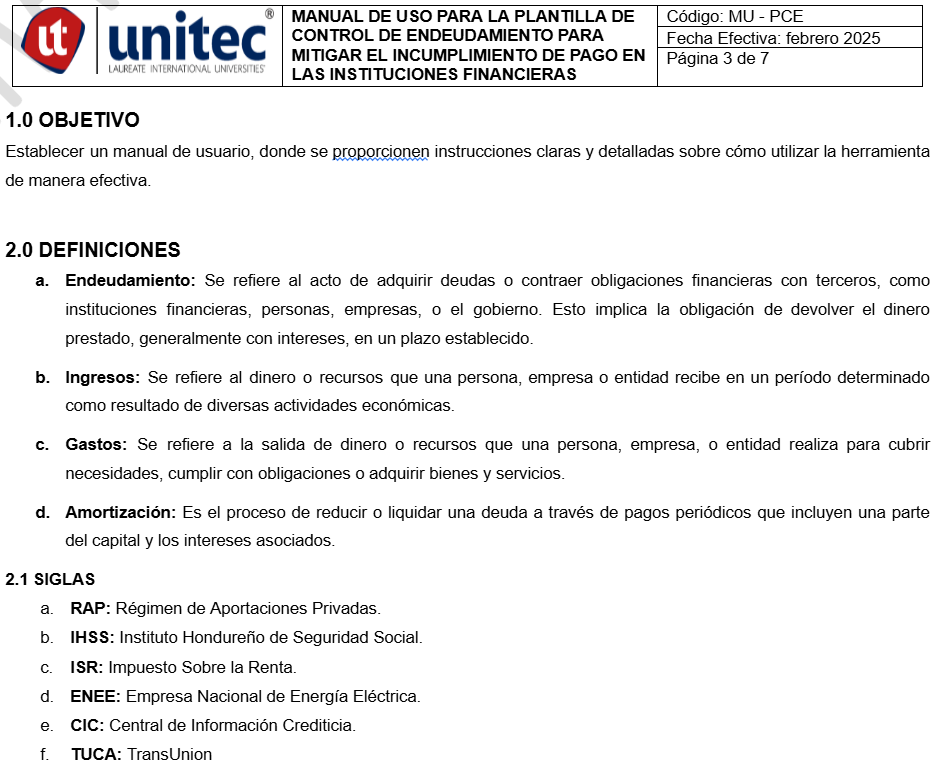 ut unitec®
LAUREATE INTERNATIONAL UNIVERSITIES®
MANUAL DE USO PARA LA PLANTILLA DE
CONTROL DE ENDEUDAMIENTO PARA
MITIGAR EL INCUMPLIMIENTO DE PAGO EN
LAS INSTITUCIONES FINANCIERAS
Código: MU - PCE
Fecha Efectiva: febrero 2025
Página 3 de 7
1.0 OBJETIVO
Establecer un manual de usuario, donde se proporcionen instrucciones claras y detalladas sobre cómo utilizar la herramienta
de manera efectiva.
2.0 DEFINICIONES
a. Endeudamiento: Se refiere al acto de adquirir deudas o contraer obligaciones financieras con terceros, como
instituciones financieras, personas, empresas, o el gobierno. Esto implica la obligación de devolver el dinero
prestado, generalmente con intereses, en un plazo establecido.
b. Ingresos: Se refiere al dinero o recursos que una persona, empresa o entidad recibe en un período determinado
como resultado de diversas actividades económicas.
c. Gastos: Se refiere a la salida de dinero o recursos que una persona, empresa, o entidad realiza para cubrir
necesidades, cumplir con obligaciones o adquirir bienes y servicios.
d. Amortización: Es el proceso de reducir o liquidar una deuda a través de pagos periódicos que incluyen una parte
del capital y los intereses asociados.
2.1 SIGLAS
a. RAP: Régimen de Aportaciones Privadas.
b. IHSS: Instituto Hondureño de Seguridad Social.
c. ISR: Impuesto Sobre la Renta.
d. ENEE: Empresa Nacional de Energía Eléctrica.
e. CIC: Central de Información Crediticia.
f. TUCA: TransUnion